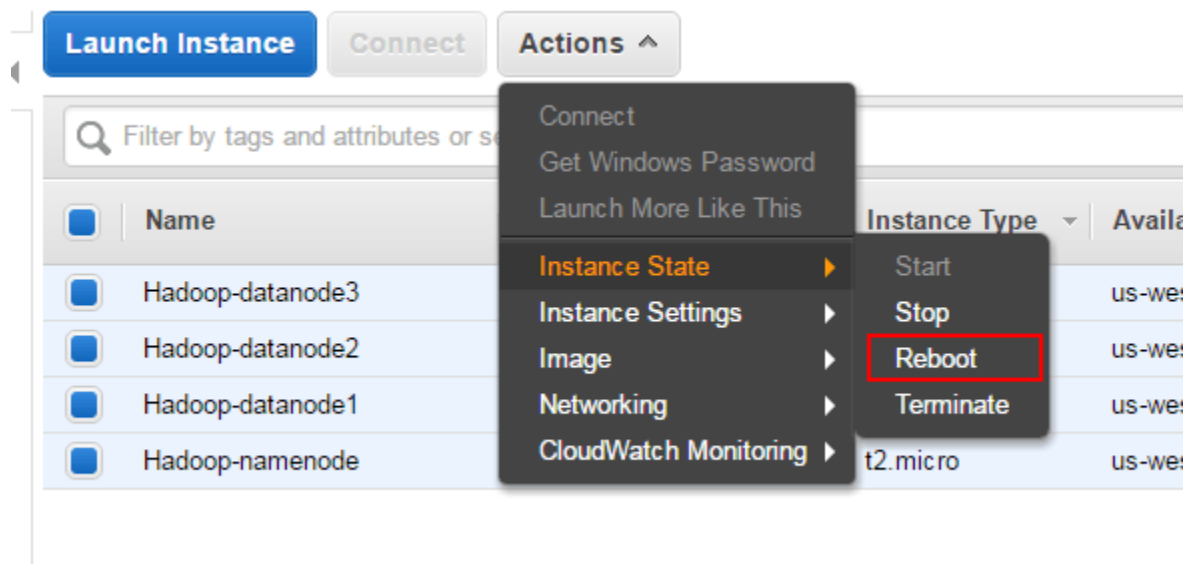 Launch Instance Connect Actions
Filter by tags and attributes or se
Connect
Get Windows Password
Launch More Like This
Name Instance Type Availa
Instance State Start
Hadoop-datanode3 us-wes
Instance Settings Stop
Hadoop-datanode2 us-wes
Image Reboot
Hadoop-datanode1 Networking Terminate us-wes
CloudWatch Monitoring
Hadoop-namenode t2.micro us-wes